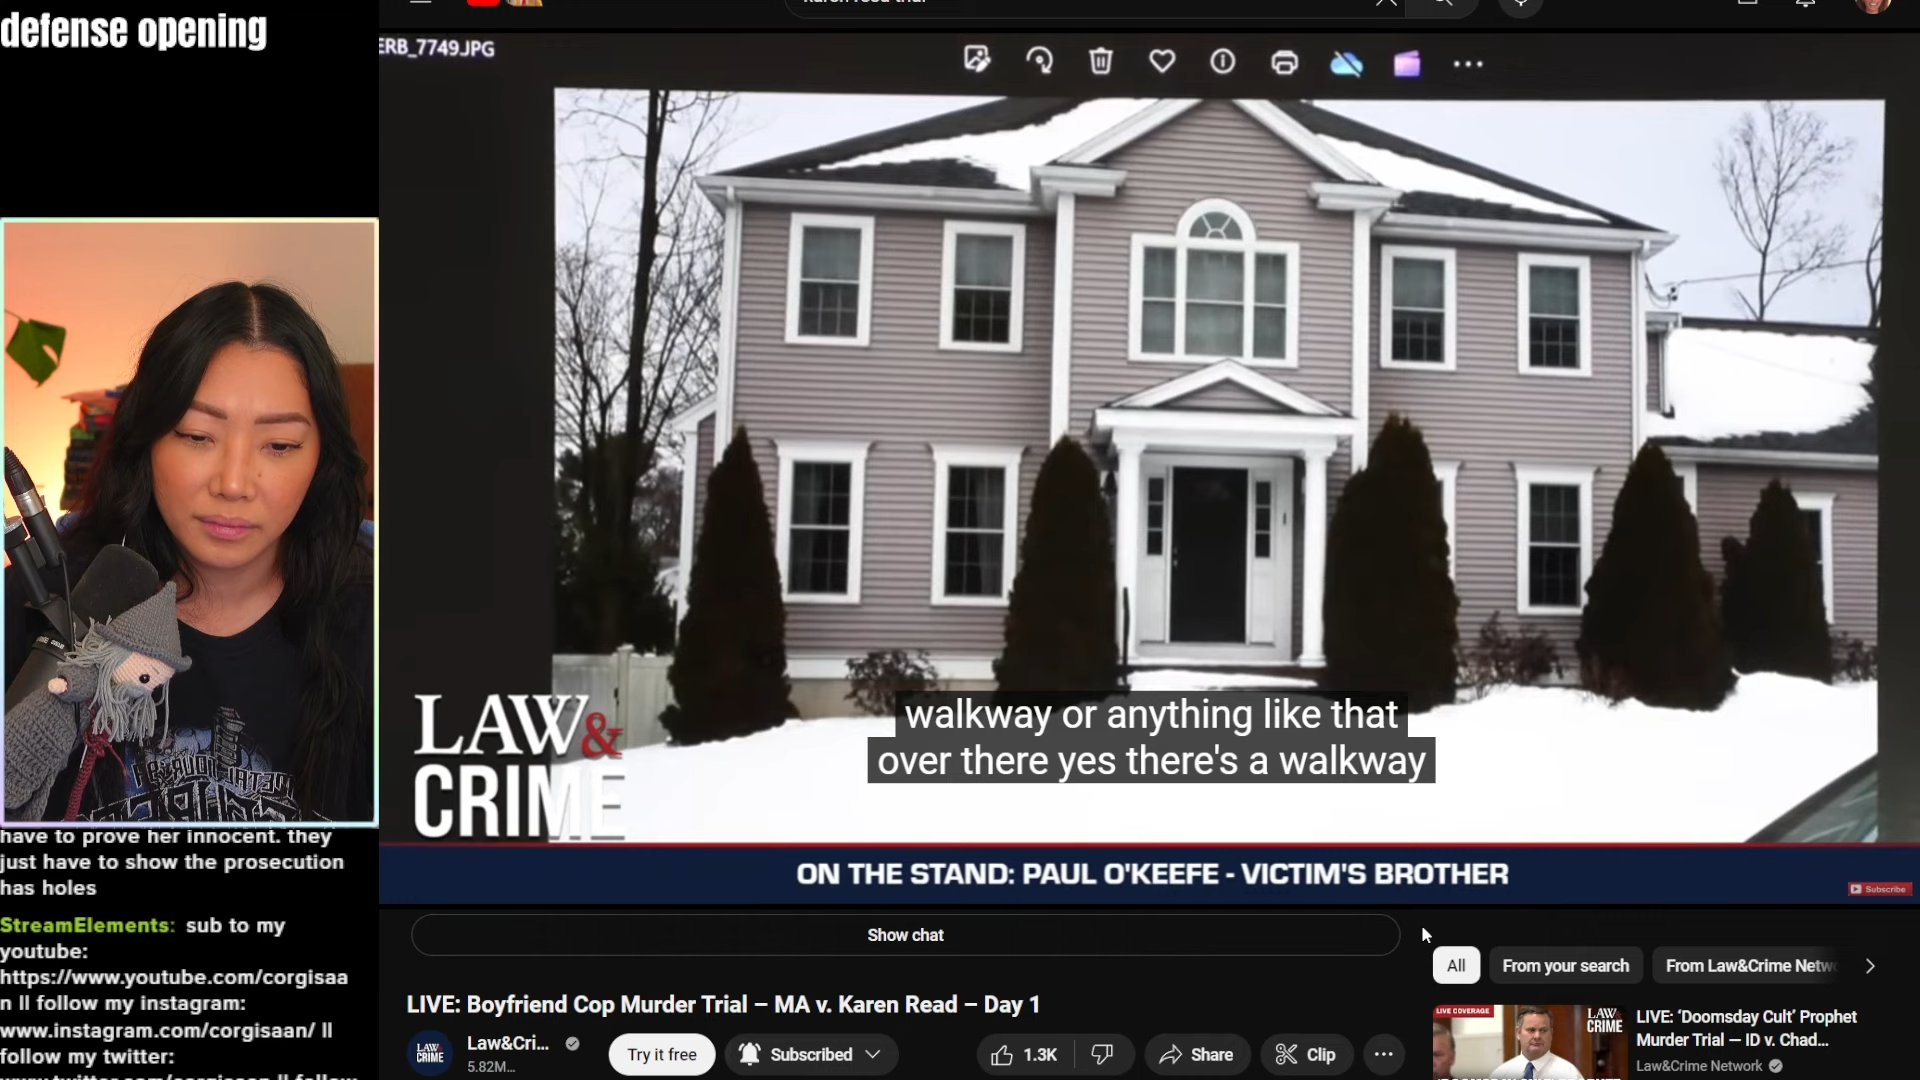 defense opening
ERB_7749.JPG
LAW&
CRIME
walkway or anything like that
over there yes there's a walkway
ON THE STAND: PAUL O'KEEFE - VICTIM'S BROTHER
Subscribe
have to prove her innocent. they
just have to show the prosecution
has holes
StreamElements: sub to my
youtube:
https://www.youtube.com/corgisaa
n || follow my instagram:
www.instagram.com/corgisaan/ ||
follow my twitter:
Show chat
All
From your search
From Law&Crime Netw
LIVE: Boyfriend Cop Murder Trial – MA v. Karen Read – Day 1
LAW&
CRIME
Law&Cri...
5.82M...
Try it free
Subscribed
1.3K
Share
Clip
LIVE COVERAGE
LAW&
CRIME
LIVE: ‘Doomsday Cult’ Prophet
Murder Trial – ID v. Chad...
Law&Crime Network